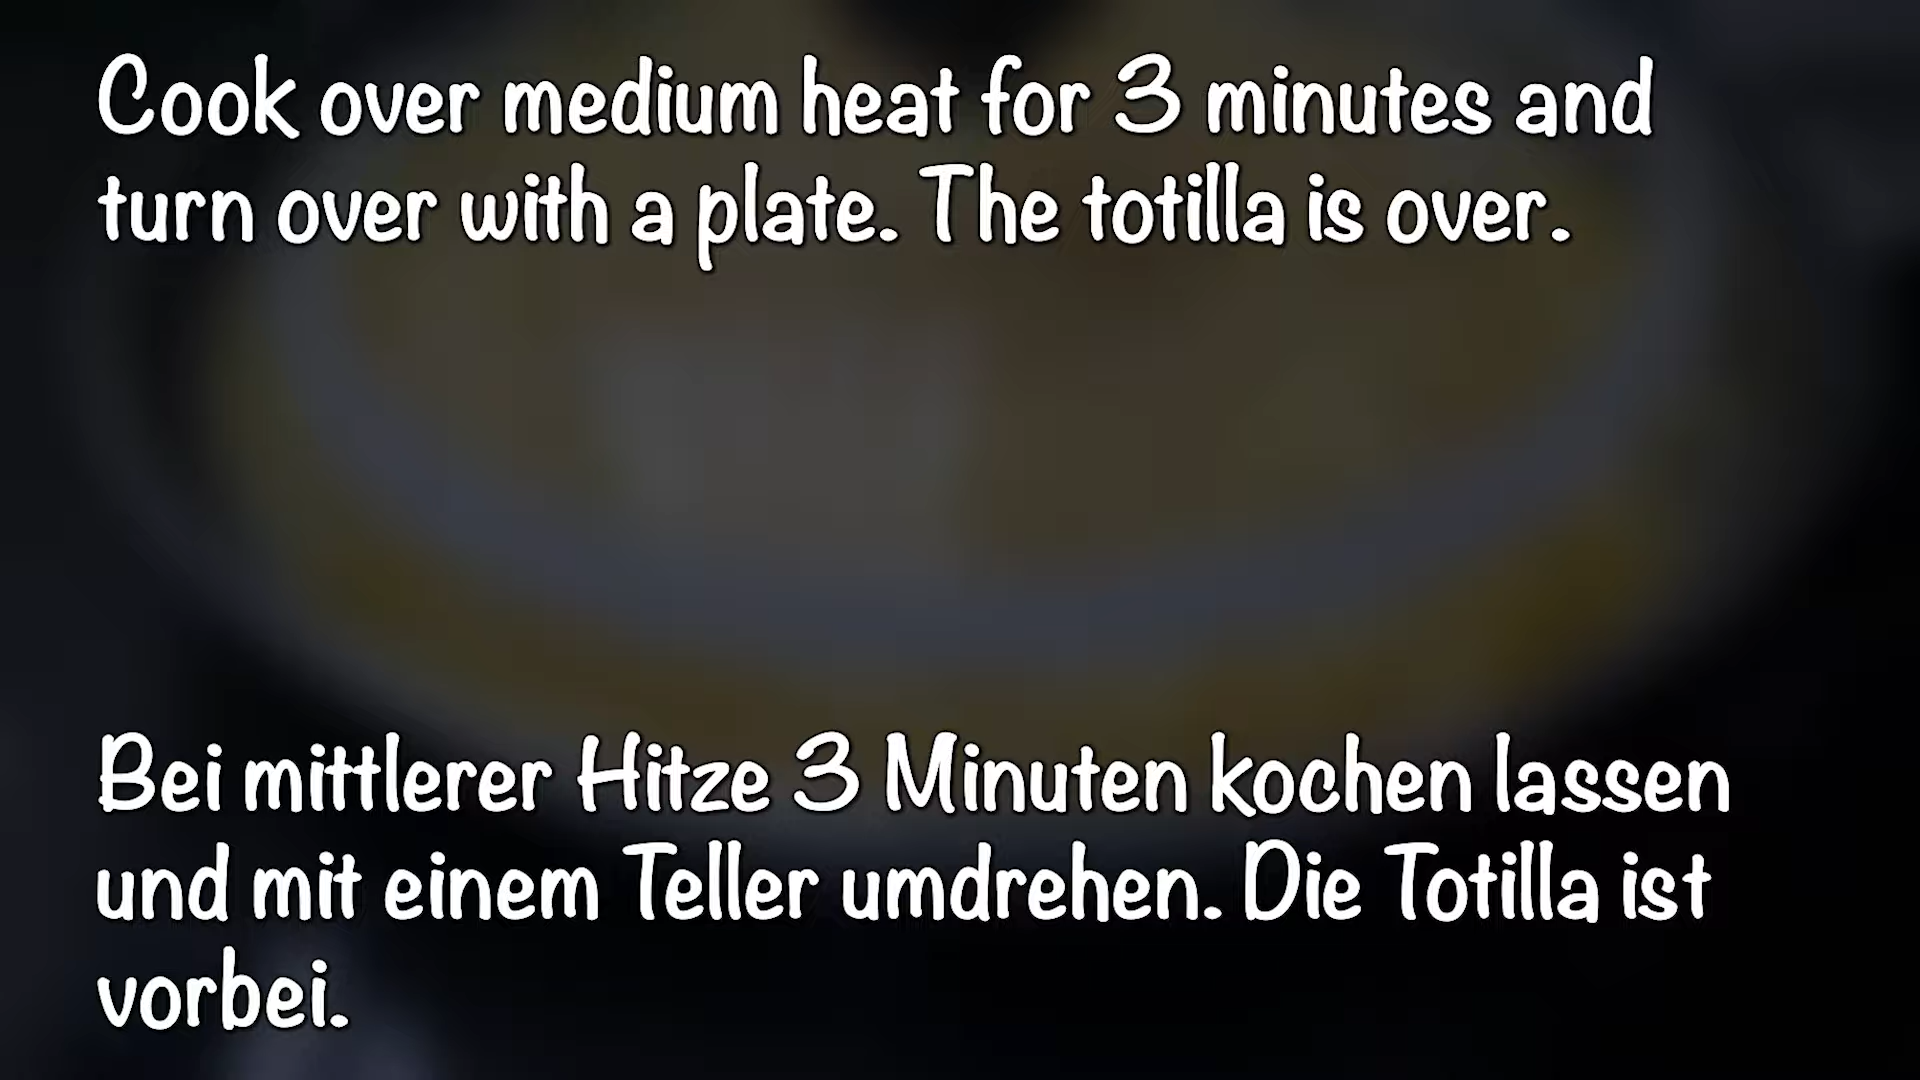 Cook over medium heat for 3 minutes and
turn over with a plate. The totilla is over.
Bei mittlerer Hitze 3 Minuten kochen lassen
und mit einem Teller umdrehen. Die Totilla ist
vorbei.